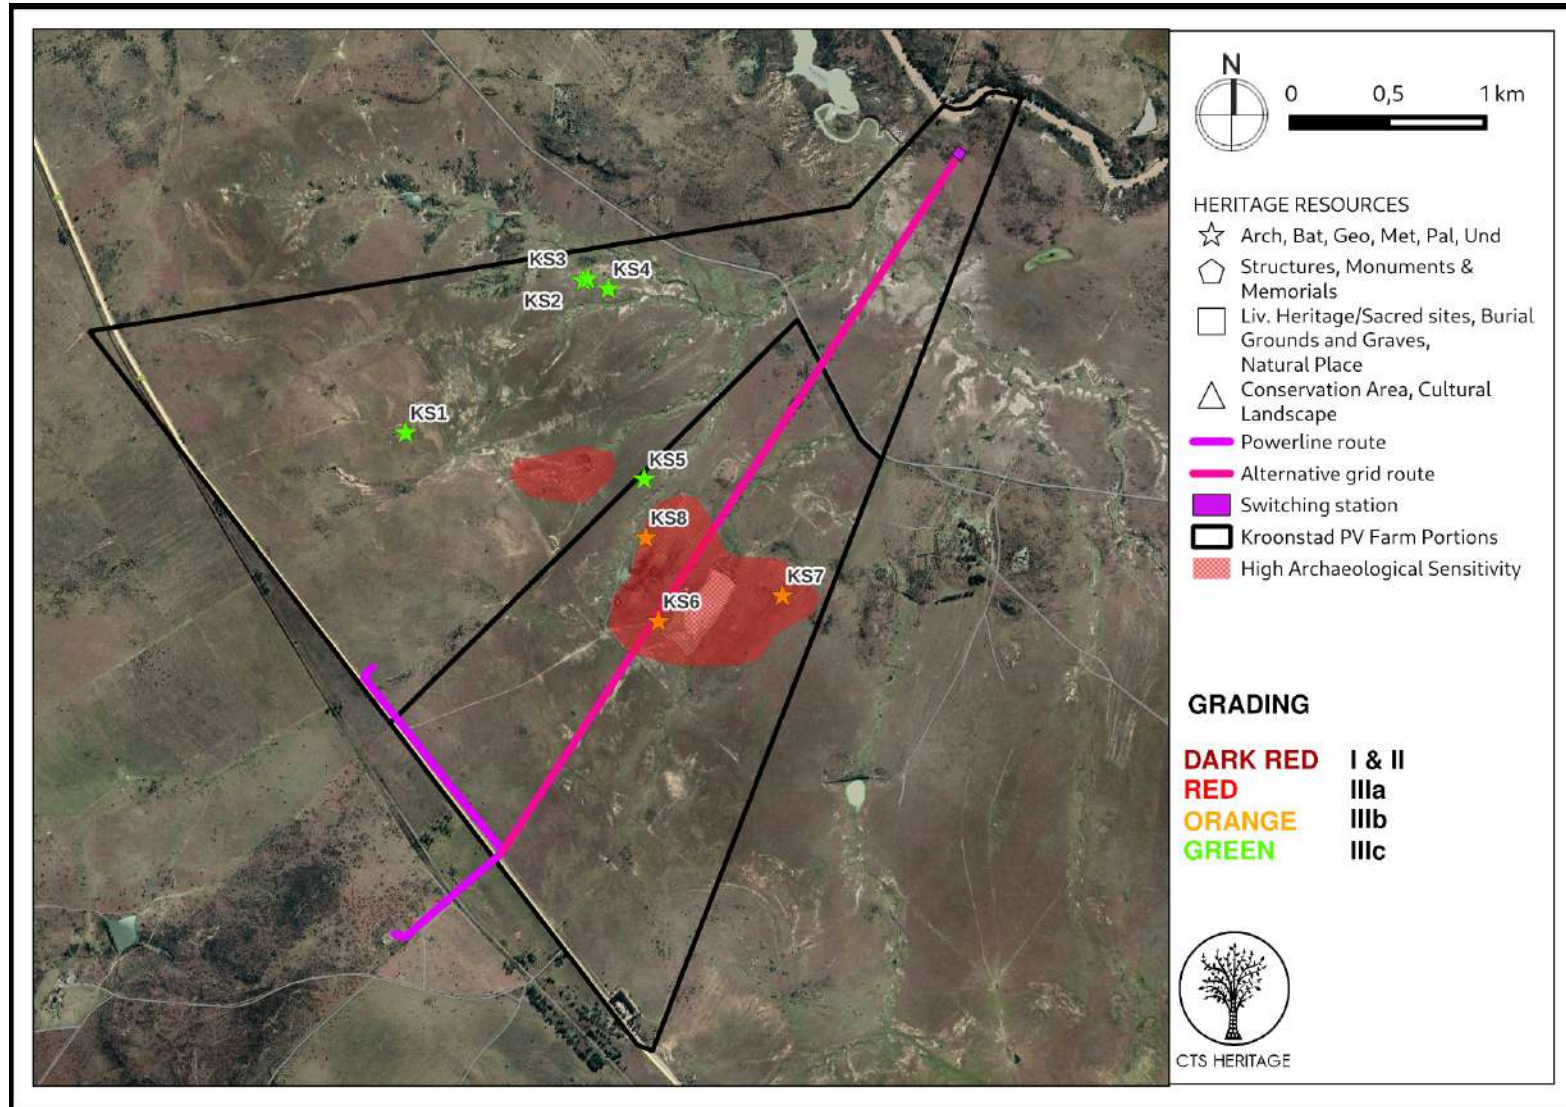 KS3
KS4
KS2
KS1
KS5
KS8
KS7
KS6
N
0 0,5 1 km
HERITAGE RESOURCES
Arch, Bat, Geo, Met, Pal, Und
Structures, Monuments &
Memorials
Liv. Heritage/Sacred sites, Burial
Grounds and Graves,
Natural Place
Conservation Area, Cultural
Landscape
Powerline route
Alternative grid route
Switching station
Kroonstad PV Farm Portions
High Archaeological Sensitivity
GRADING
DARK RED I & II
RED IIIa
ORANGE IIIb
GREEN IIIc
CTS HERITAGE